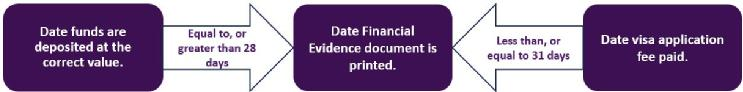 Date funds are
deposited at the
correct value.
Equal to, or
greater than 28
days
Date Financial
Evidence document is
printed.
Less than, or
equal to 31 days
Date visa application
fee paid.